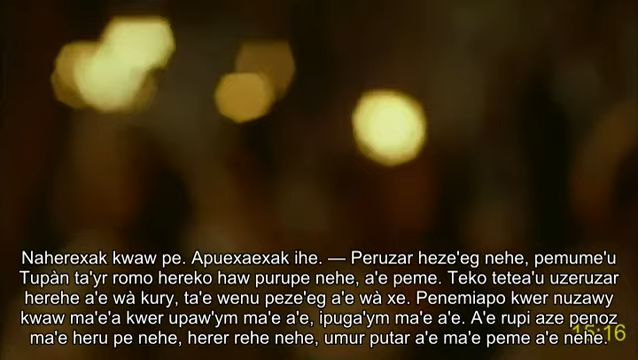 Naherexak kwaw pe. Apuexaexak ihe. — Peruzar heze'eg nehe, pemume'u
Tupàn ta'yr romo hereko haw purupe nehe, a'e peme. Teko tetea'u uzeruzar
herehe a'e wà kury, ta'e wenu peze'eg a'e wà xe. Penemiapo kwer nuzawy
kwaw ma'e'a kwer upaw'ym ma'e a'e, ipuga'ym ma'e a'e. A'e rupi aze penoz
ma'e heru pe nehe, herer rehe nehe, umur putar a'e ma'e peme a'e nehe.
15:16